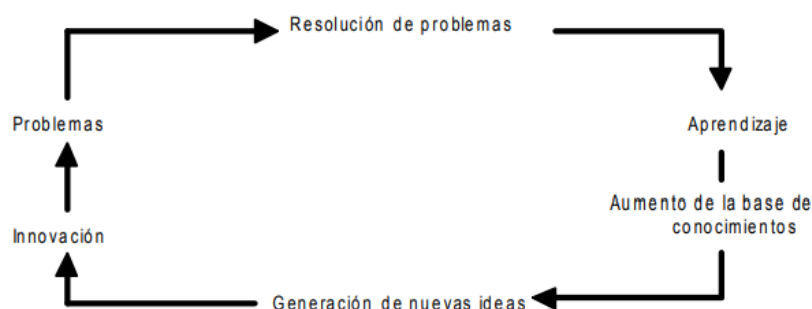 Resolución de problemas
Problemas
Aprendizaje
Aumento de la base de
conocimientos
Innovación
Generación de nuevas ideas